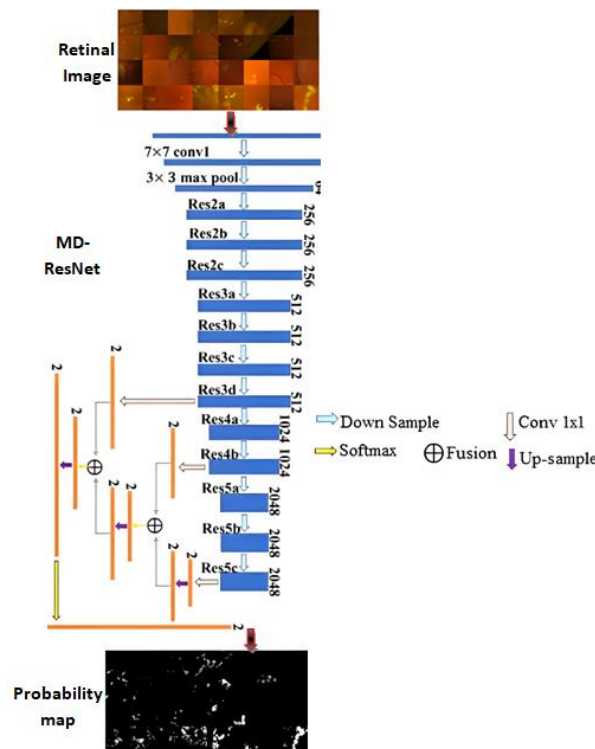 Retinal
Image
7×7 conv1
3×3 max pool
Res2a
256
Res2b
256
MD-
ResNet
Res2c
256
Res3a
512
Res3b
512
Res3c
512
Res3d
512
2
2
2
2
Res4a
1024
Down Sample
Conv 1x1
Res4b
1024
Softmax
Fusion
Up-sample
Res5a
2048
2
2
Res5b
2048
2
2
Res5c
2048
2
Probability
map